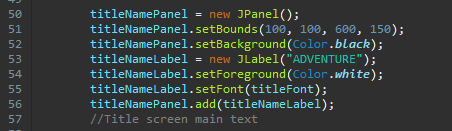 50 titleNamePanel = new JPanel();
51 titleNamePanel.setBounds(100, 100, 600, 150);
52 titleNamePanel.setBackground(Color.black);
53 titleNameLabel = new JLabel("ADVENTURE");
54 titleNameLabel.setForeground(Color.white);
55 titleNameLabel.setFont(titleFont);
56 titleNamePanel.add(titleNameLabel);
57 //Title screen main text